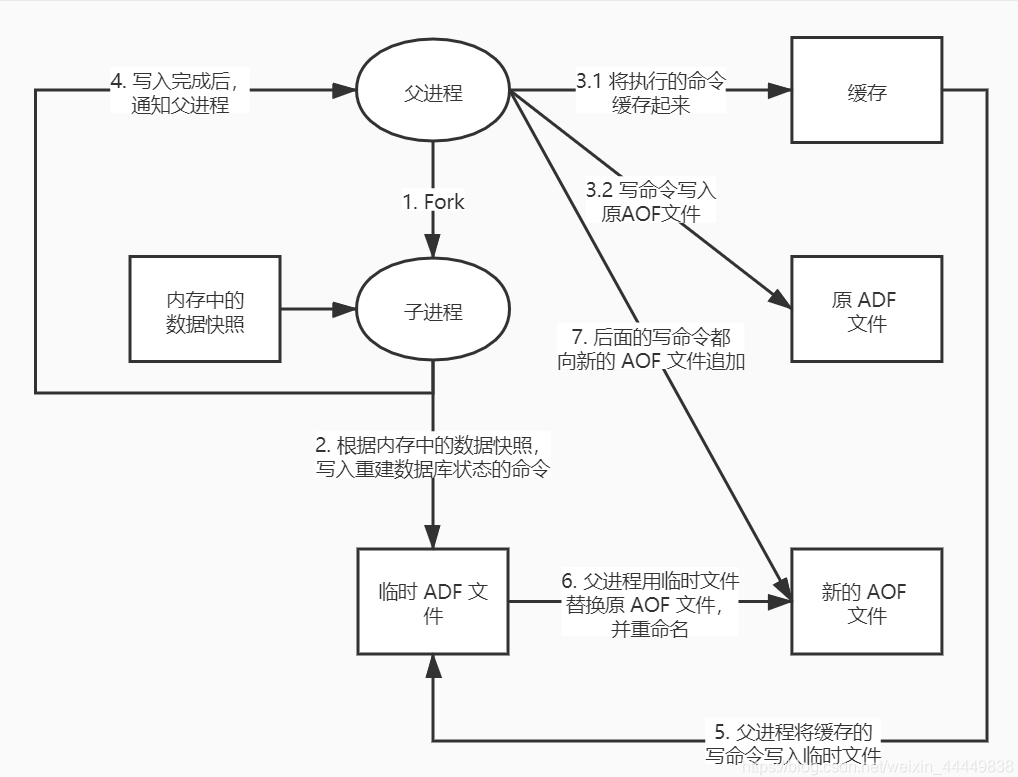 4. 写入完成后，
通知父进程
父进程
3.1 将执行的命令
缓存起来
缓存
1. Fork
3.2 写命令写入
原AOF文件
内存中的
数据快照
子进程
原 ADF
文件
7. 后面的写命令都
向新的 AOF 文件追加
2. 根据内存中的数据快照，
写入重建数据库状态的命令
临时 ADF 文
件
6. 父进程用临时文件
替换原 AOF 文件，
并重命名
新的 AOF
文件
5. 父进程将缓存的
写命令写入临时文件
https://blog.csdn.net/weixin_44449838